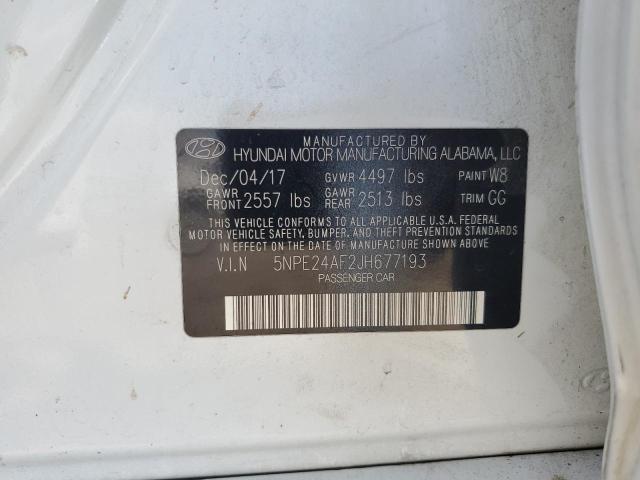 MANUFACTURED BY
HYUNDAI MOTOR MANUFACTURING ALABAMA, LLC
Dec/04/17 GVWR 4497 lbs PAINT W8
GAWR FRONT 2557 lbs GAWR REAR 2513 lbs TRIM GG
THIS VEHICLE CONFORMS TO ALL APPLICABLE U.S.A. FEDERAL
MOTOR VEHICLE SAFETY, BUMPER, AND THEFT PREVENTION STANDARDS
IN EFFECT ON THE DATE OF MANUFACTURE SHOWN ABOVE.
V.I.N 5NPE24AF2JH677193
PASSENGER CAR